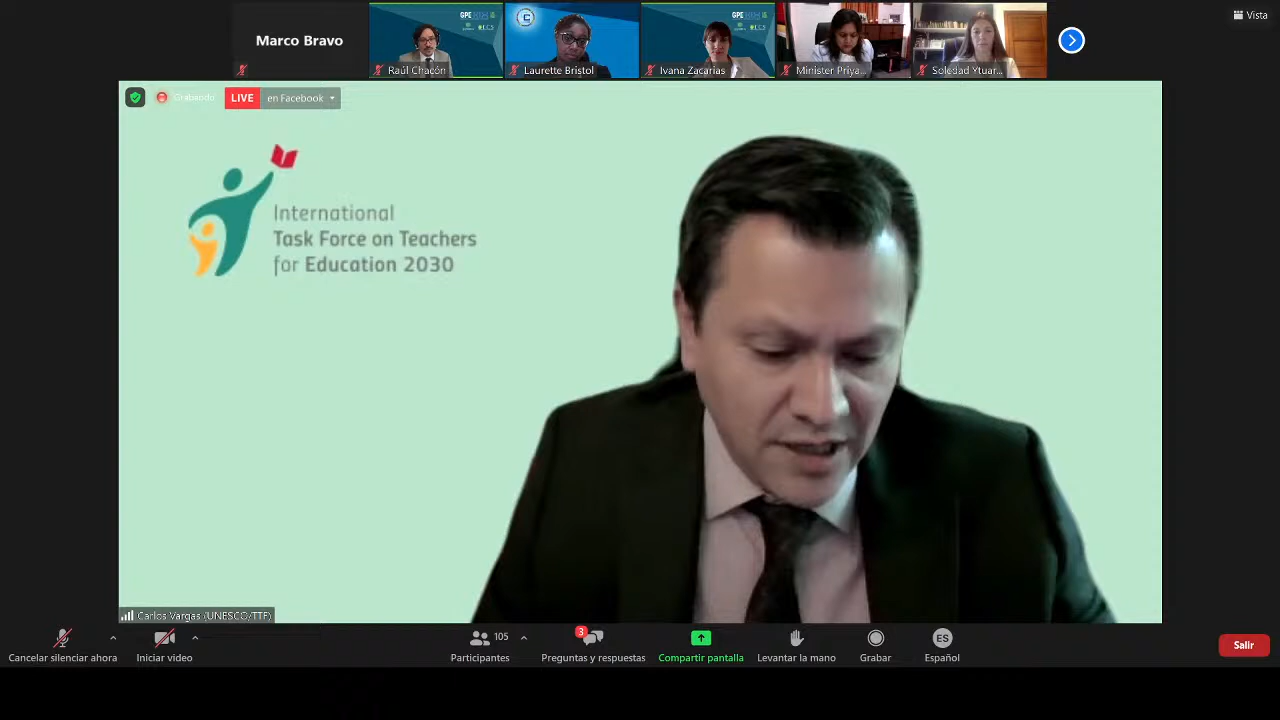 Vista
Marco Bravo
Raúl Chacón
Laurette Bristol
Ivana Zacarias
Minister Priya...
Soledad Ytuar...
GPE
Grabando
LIVE
en Facebook
International
Task Force on Teachers
for Education 2030
Carlos Vargas (UNESCO/TTF)
105
3
ES
Cancelar silenciar ahora
Iniciar video
Participantes
Preguntas y respuestas
Compartir pantalla
Levantar la mano
Grabar
Español
Salir